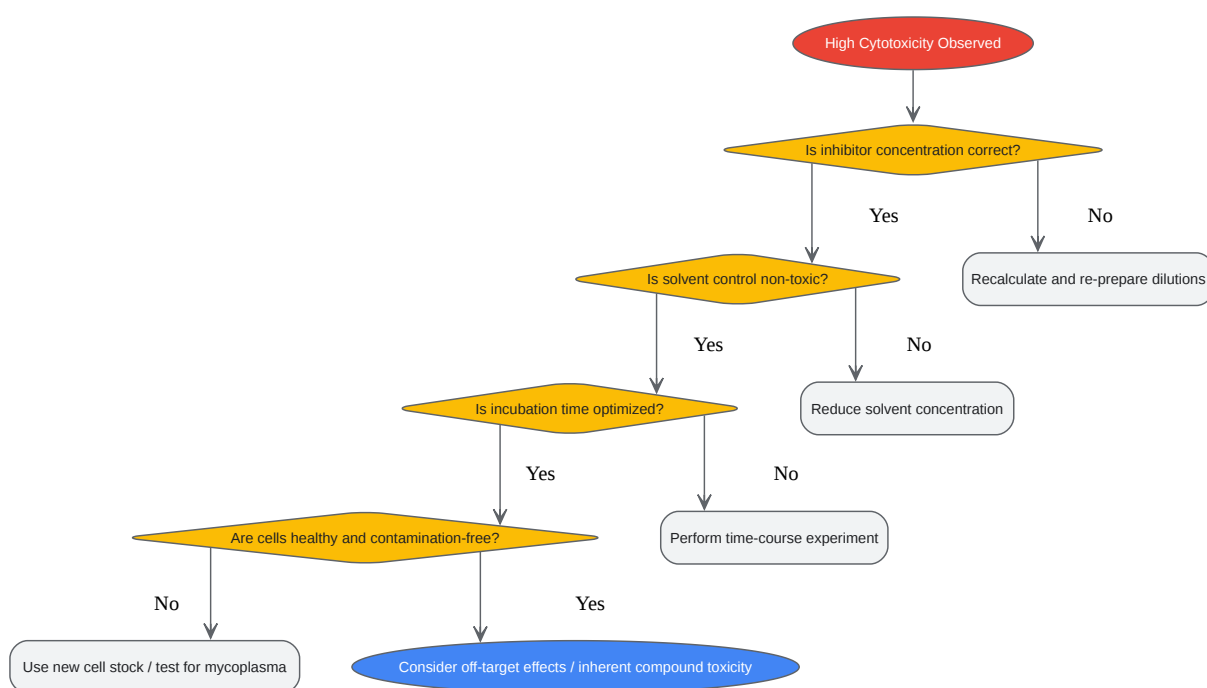 High Cytotoxicity Observed
Is inhibitor concentration correct?
Yes
No
Is solvent control non-toxic?
Recalculate and re-prepare dilutions
Yes
No
Is incubation time optimized?
Reduce solvent concentration
Yes
No
Are cells healthy and contamination-free?
Perform time-course experiment
No
Yes
Use new cell stock / test for mycoplasma
Consider off-target effects / inherent compound toxicity